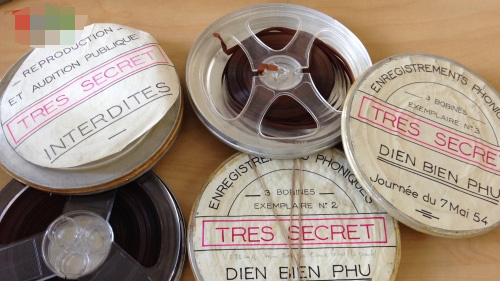 REPRODUCTION
ET AUDITION PUBLIQUE
TRES SECRET
INTERDITES
ENREGISTREMENTS PHONIQUES
3 BOBINES
EXEMPLAIRE N° 2
TRES SECRET
DIEN BIEN PHU
ENREGISTREMENTS PHONIQUES
3 BOBINES
EXEMPLAIRE N° 3
TRES SECRE
DIEN BIEN PHU
Journée du 7 Mai 54